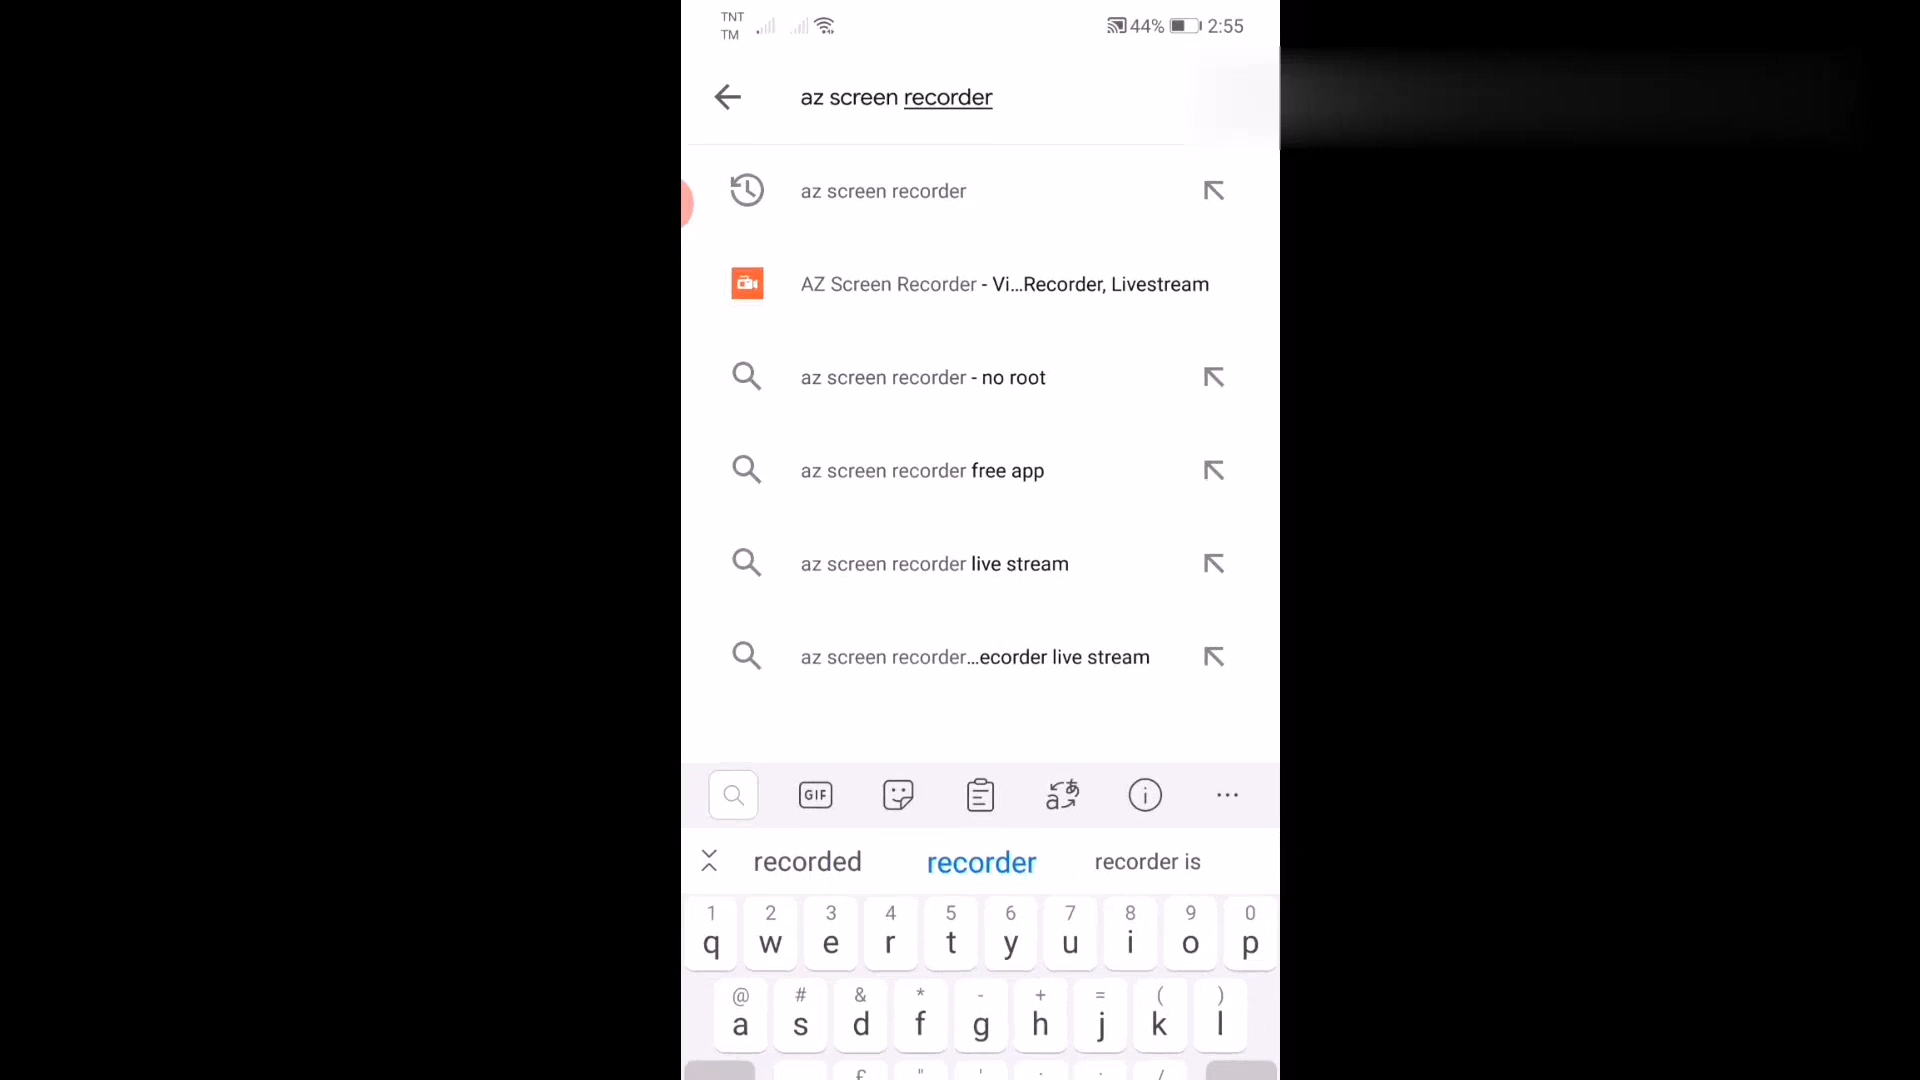 TNT
TM
44% 2:55
az screen recorder
az screen recorder
AZ Screen Recorder - Vi...Recorder, Livestream
az screen recorder - no root
az screen recorder free app
az screen recorder live stream
az screen recorder...ecorder live stream
GIF
recorded recorder recorder is
1 2 3 4 5 6 7 8 9 0
q w e r t y u i o p
@ # & * - + = ( )
a s d f g h j k l